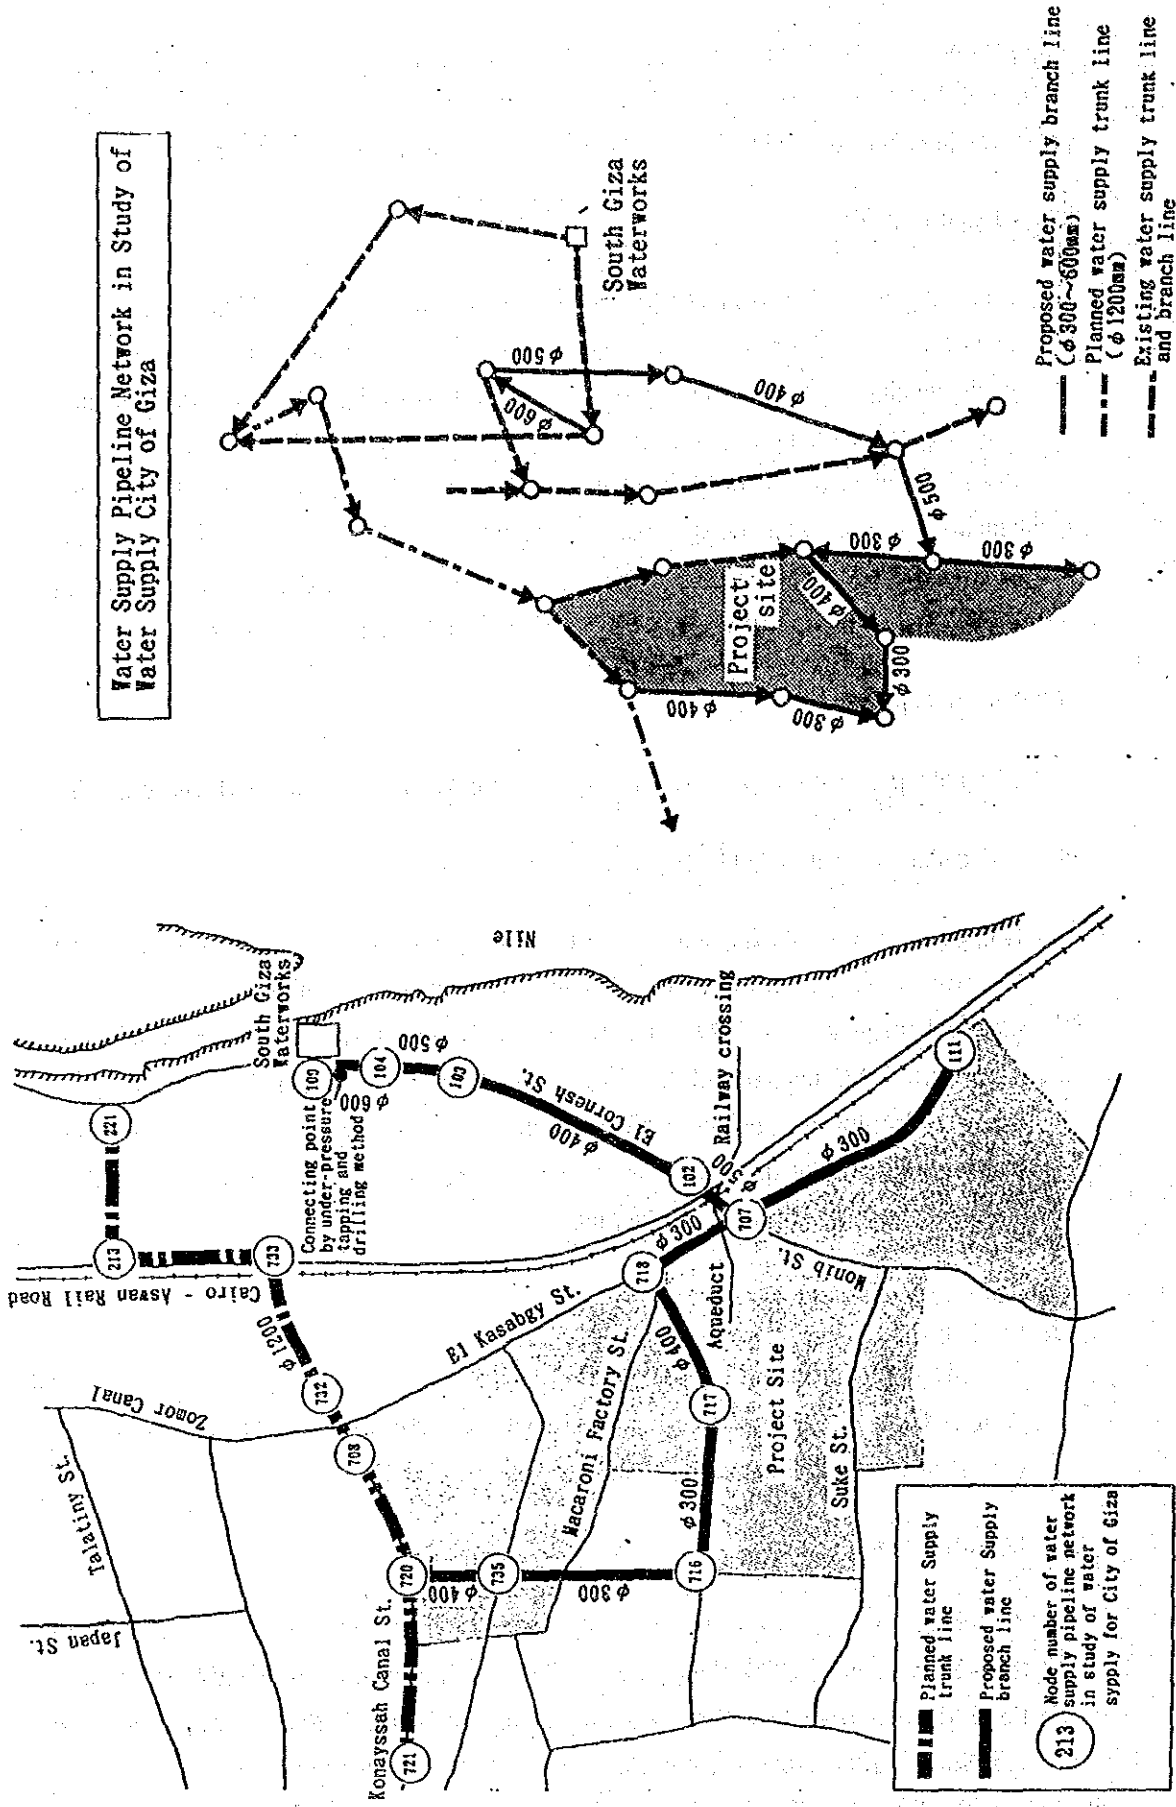 Water Supply Pipeline Network in Study of
Water Supply City of Giza
South Giza
Waterworks
φ500
φ600
φ400
φ500
φ300
φ300
φ400
φ300
φ400
φ300
Project
site
Proposed water supply branch line
(φ300~600mm)
Planned water supply trunk line
(φ1200mm)
Existing water supply trunk line
and branch line
Nile
South Giza
Waterworks
221
213
733
732
708
720
721
735
716
717
718
707
102
103
104
111
Connecting point
by under-pressure
tapping and
drilling method
φ600
φ500
φ400
El Cornesh St.
Railway crossing
φ300
φ300
Aqueduct
Monib St.
φ400
φ300
φ300
φ400
φ1200
Cairo - Aswan Rail Road
Zomor Canal
Talatiny St.
Japan St.
Komayssah Canal St.
El Kasabgy St.
Macaroni Factory St.
Project Site
Suke St.
Planned water Supply
trunk line
Proposed water Supply
branch line
213
Node number of water
supply pipeline network
in study of water
sypply for City of Giza